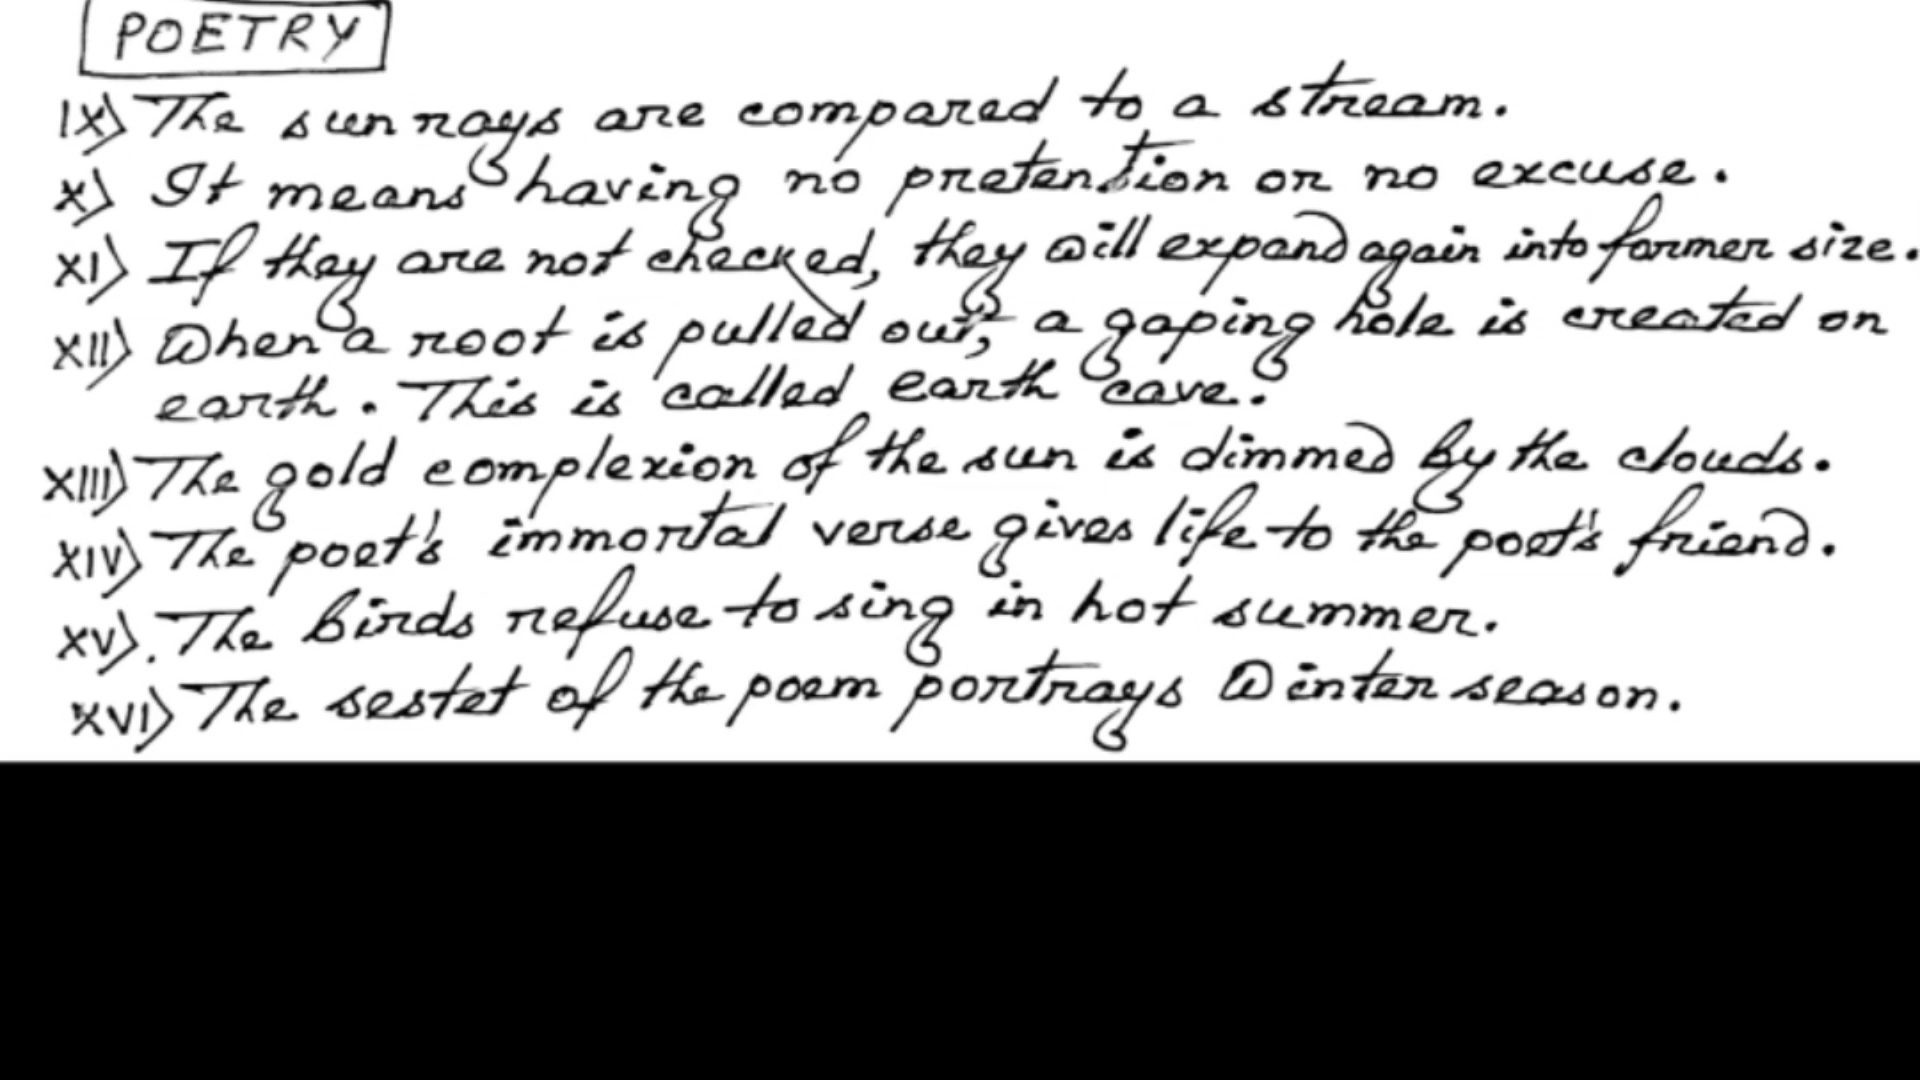 POETRY
IX) The sun rays are compared to a stream.
X) It means having no pretention or no excuse.
XI) If they are not checked, they will expand again into former size.
XII) When a root is pulled out, a gaping hole is created on
earth. This is called earth cave.
XIII) The gold complexion of the sun is dimmed by the clouds.
XIV) The poet's immortal verse gives life to the poet's friend.
XV). The birds refuse to sing in hot summer.
XVI) The sestet of the poem portrays Winter season.